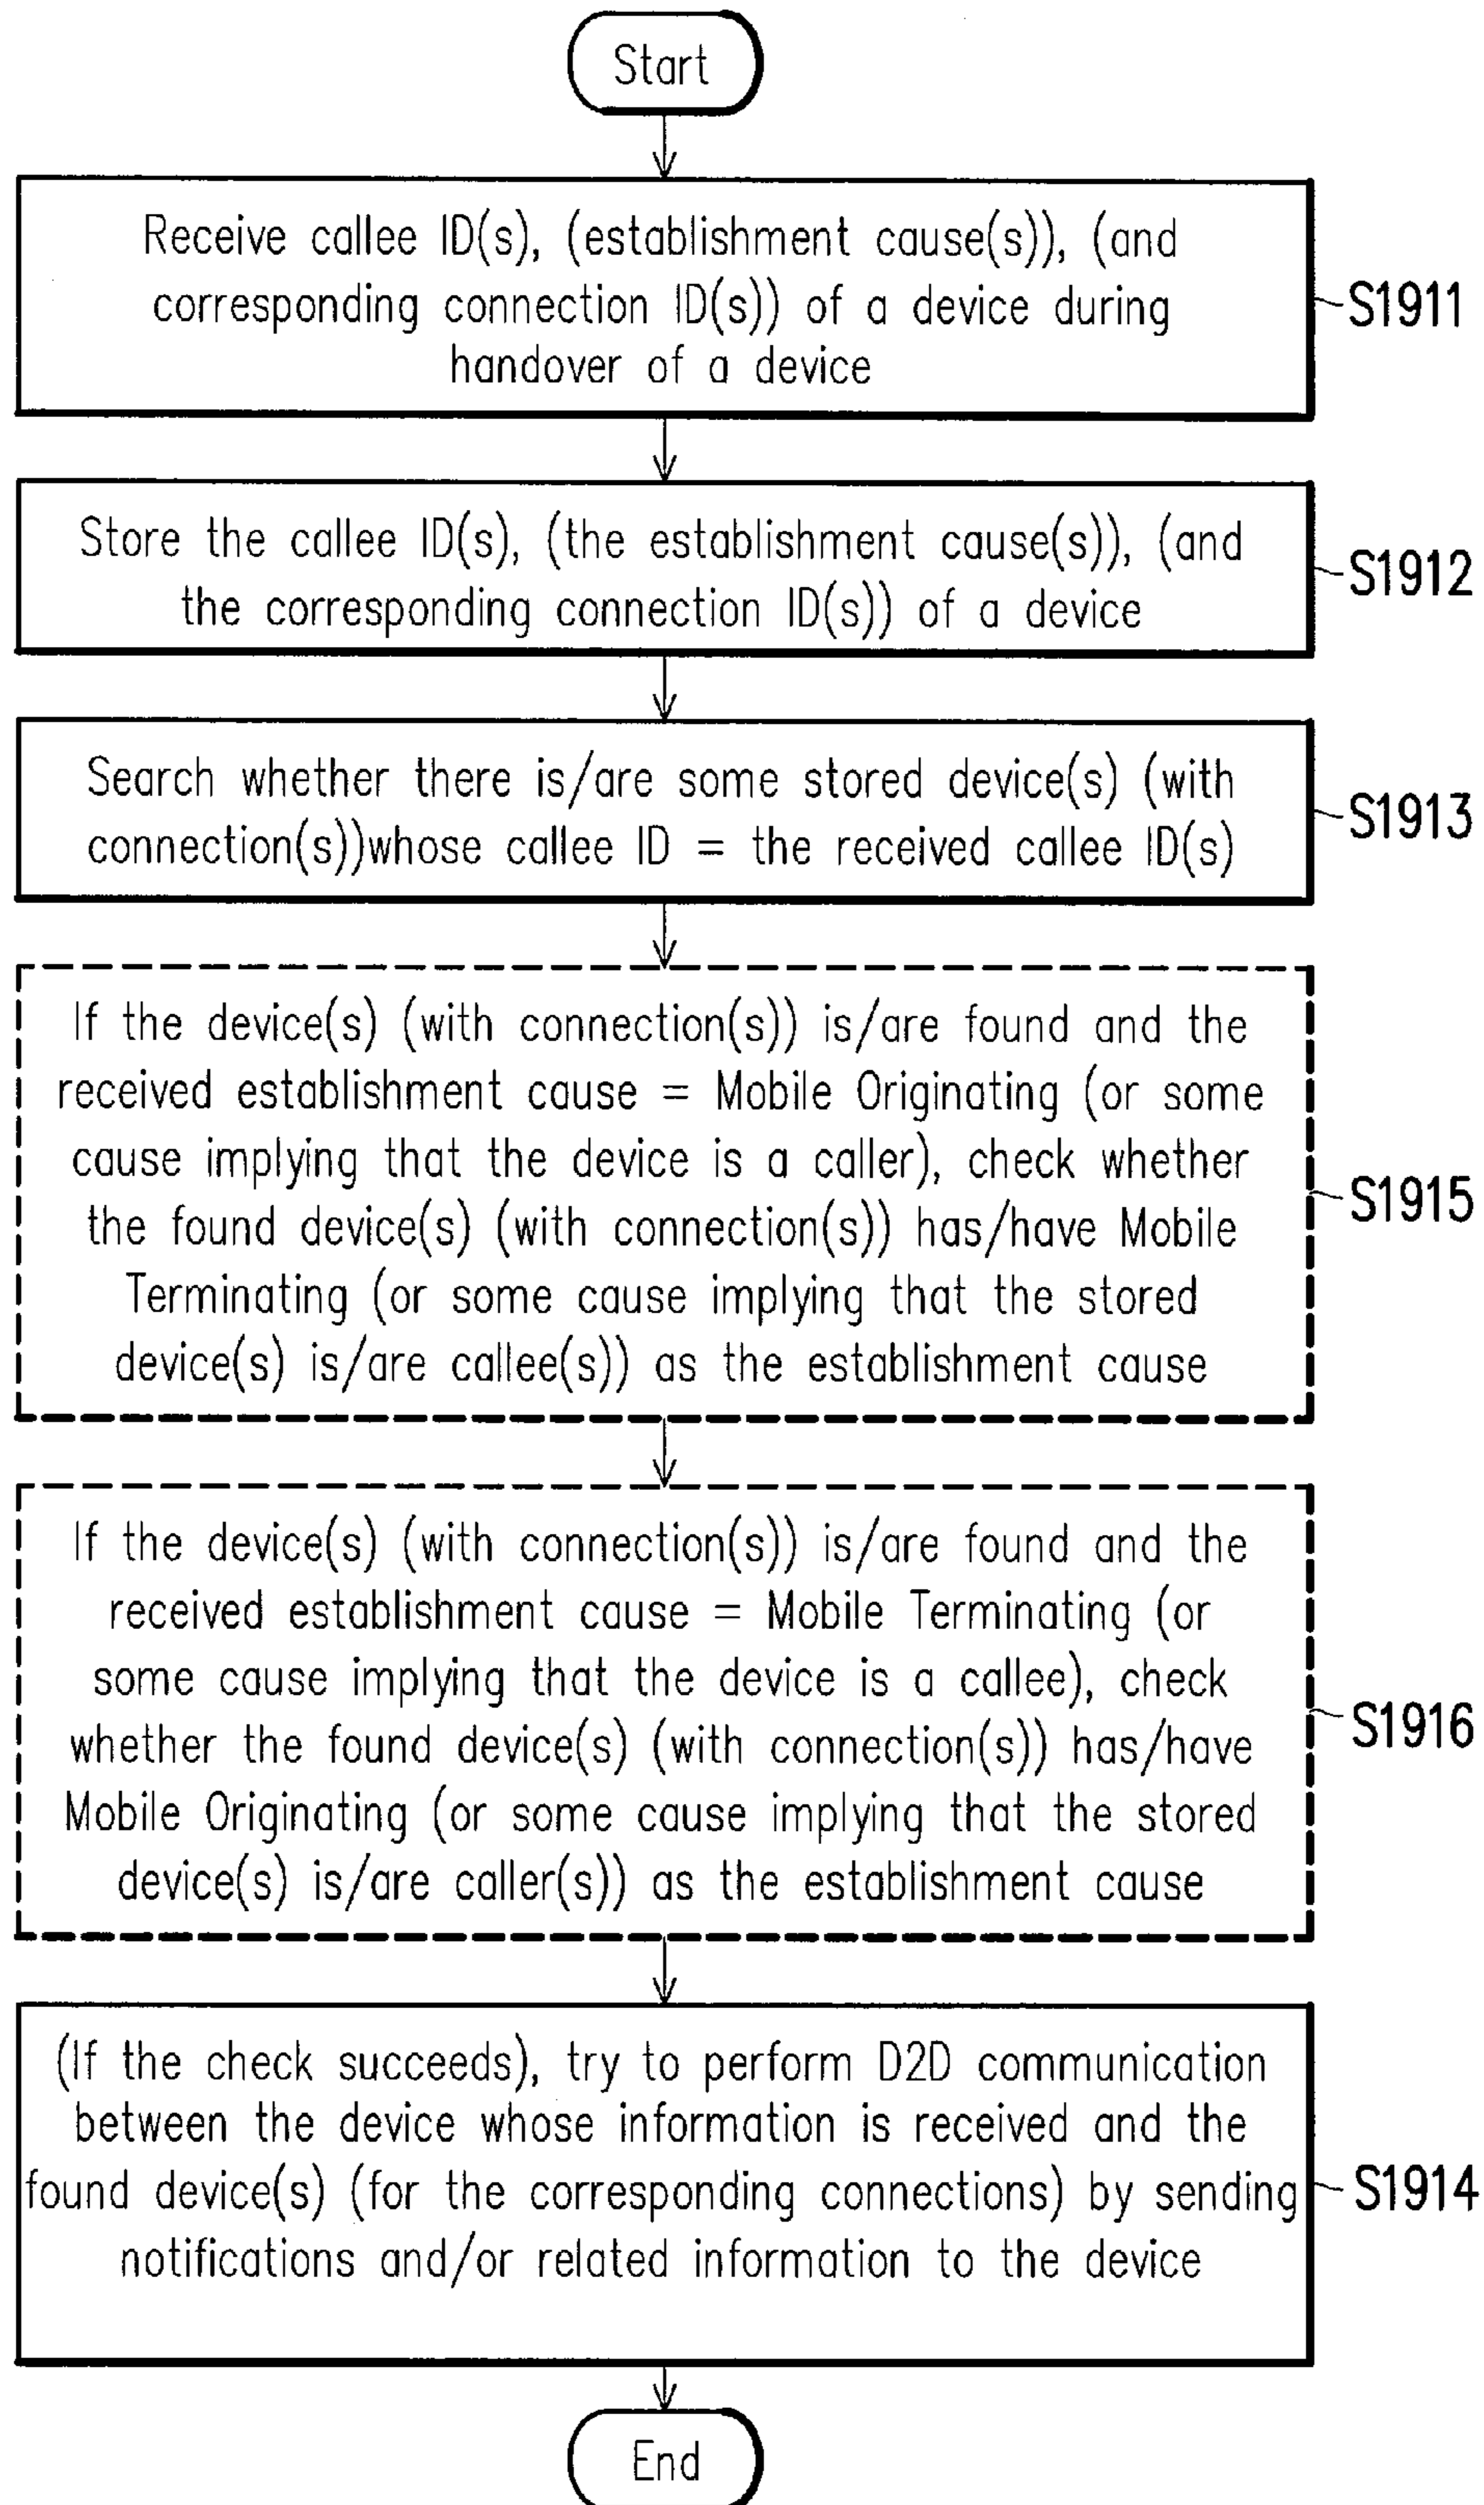 Start
Receive callee ID(s), (establishment cause(s)), (and
corresponding connection ID(s)) of a device during
handover of a device
S1911
Store the callee ID(s), (the establishment cause(s)), (and
the corresponding connection ID(s)) of a device
S1912
Search whether there is/are some stored device(s) (with
connection(s))whose callee ID = the received callee ID(s)
S1913
If the device(s) (with connection(s)) is/are found and the
received establishment cause = Mobile Originating (or some
cause implying that the device is a caller), check whether
the found device(s) (with connection(s)) has/have Mobile
Terminating (or some cause implying that the stored
device(s) is/are callee(s)) as the establishment cause
S1915
If the device(s) (with connection(s)) is/are found and the
received establishment cause = Mobile Terminating (or
some cause implying that the device is a callee), check
whether the found device(s) (with connection(s)) has/have
Mobile Originating (or some cause implying that the stored
device(s) is/are caller(s)) as the establishment cause
S1916
(If the check succeeds), try to perform D2D communication
between the device whose information is received and the
found device(s) (for the corresponding connections) by sending
notifications and/or related information to the device
S1914
End